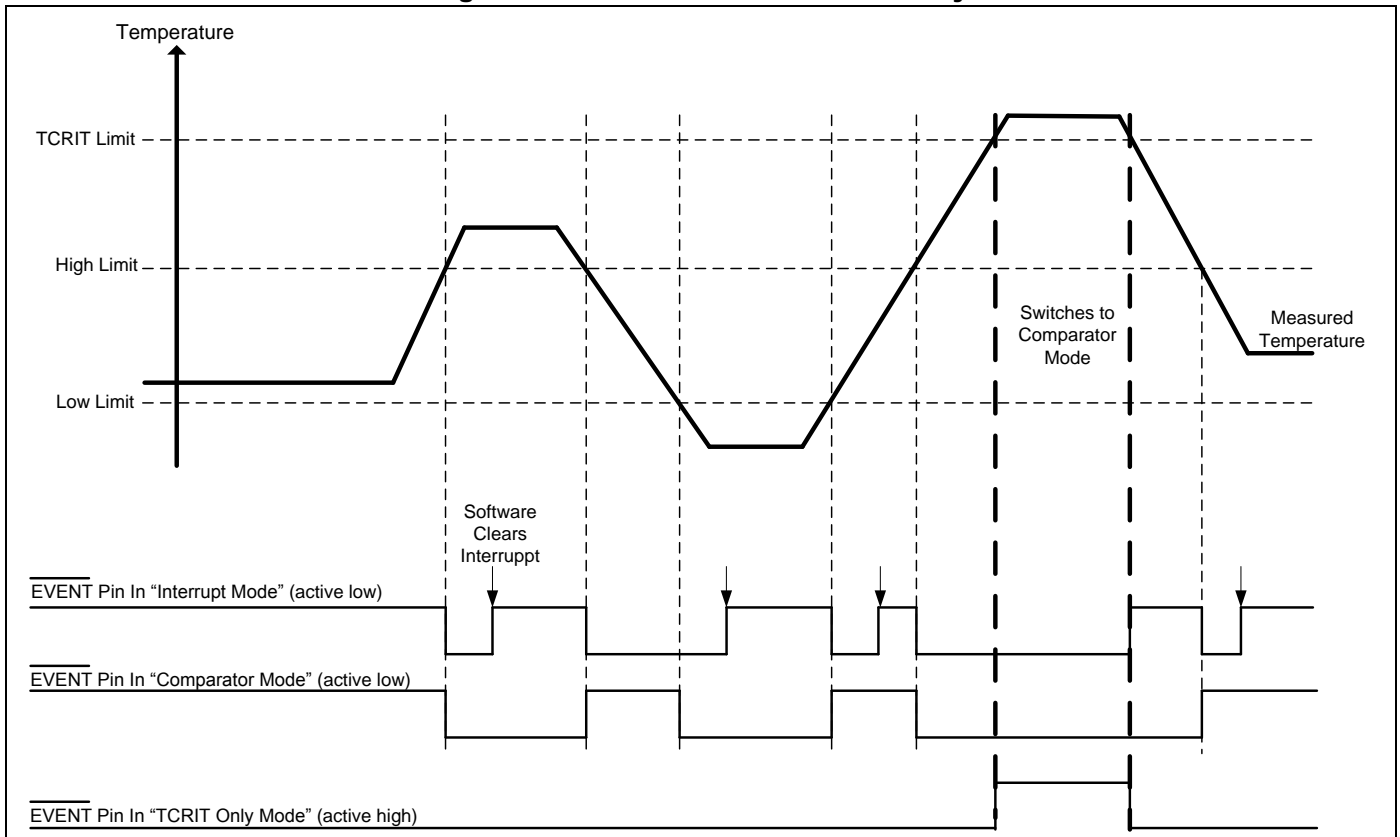 Temperature
TCRIT Limit
High Limit
Switches to
Comparator
Mode
Measured
Temperature
Low Limit
Software
Clears
Interruppt
EVENT Pin In “Interrupt Mode” (active low)
EVENT Pin In “Comparator Mode” (active low)
EVENT Pin In “TCRIT Only Mode” (active high)